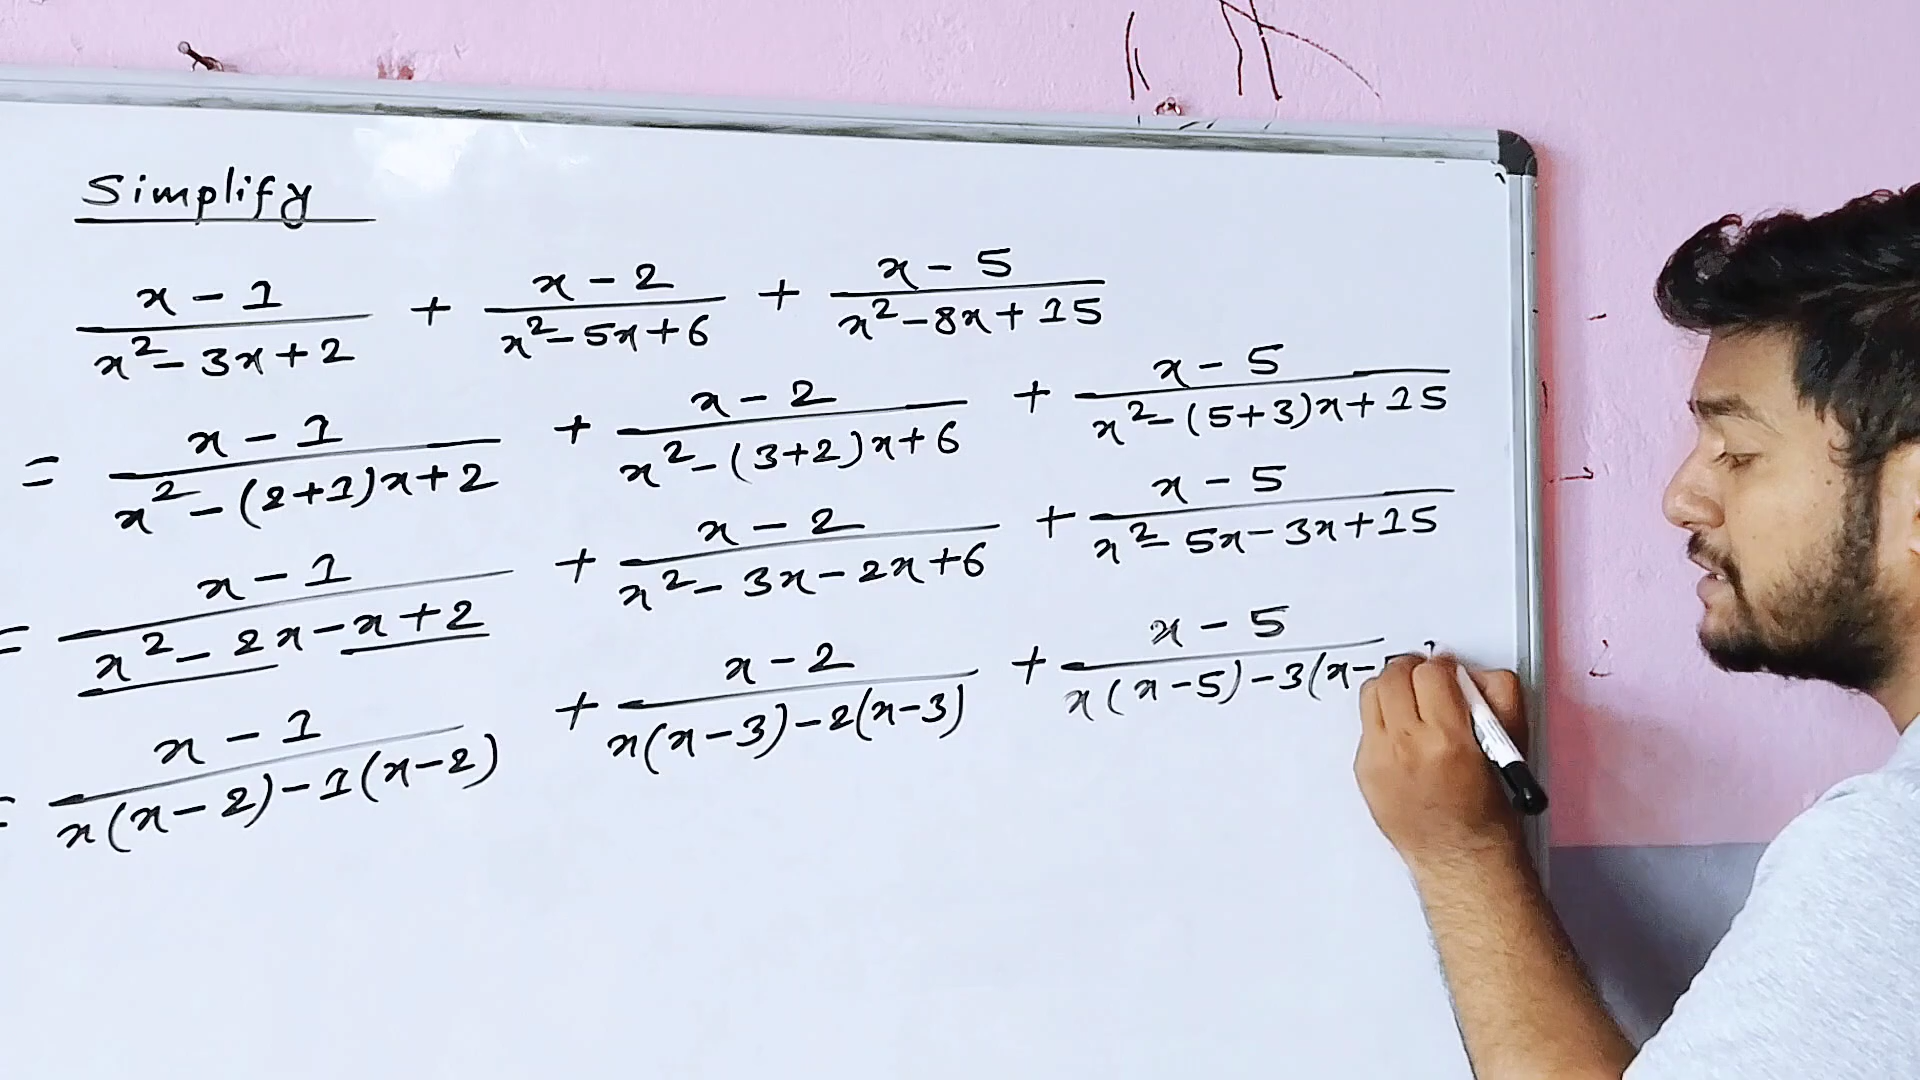 Simplify
x - 1 / x² - 3x + 2 + x - 2 / x² - 5x + 6 + x - 5 / x² - 8x + 15
= x - 1 / x² - (2+1)x + 2 + x - 2 / x² - (3+2)x + 6 + x - 5 / x² - (5+3)x + 15
= x - 1 / x² - 2x - x + 2 + x - 2 / x² - 3x - 2x + 6 + x - 5 / x² - 5x - 3x + 15
= x - 1 / x(x - 2) - 1(x - 2) + x - 2 / x(x - 3) - 2(x - 3) + x - 5 / x(x - 5) - 3(x -